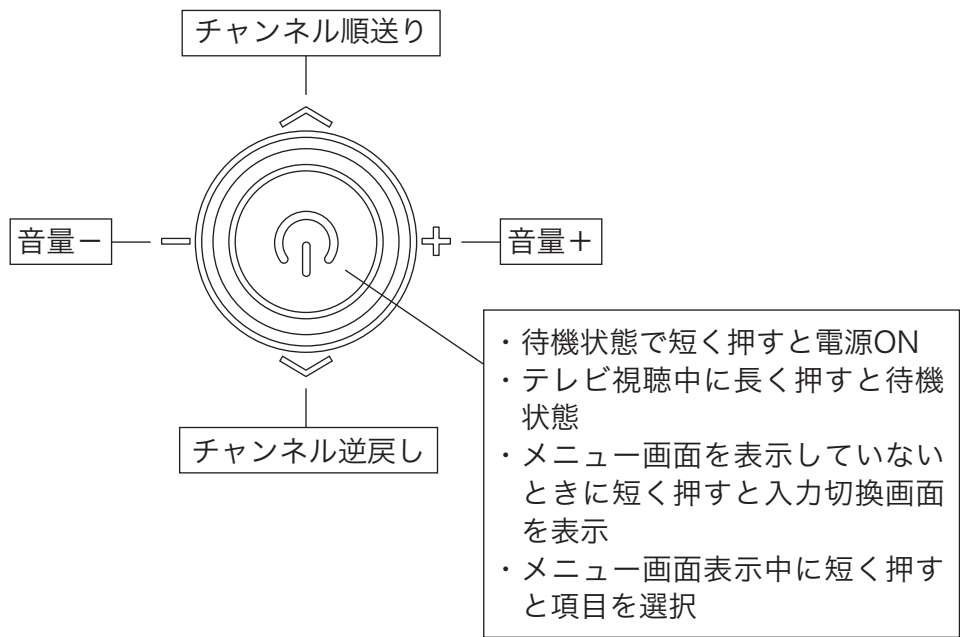 チャンネル順送り
音量－
音量＋
・待機状態で短く押すと電源ON
・テレビ視聴中に長く押すと待機
状態
・メニュー画面を表示していない
ときに短く押すと入力切換画面
を表示
・メニュー画面表示中に短く押す
と項目を選択
チャンネル逆戻し